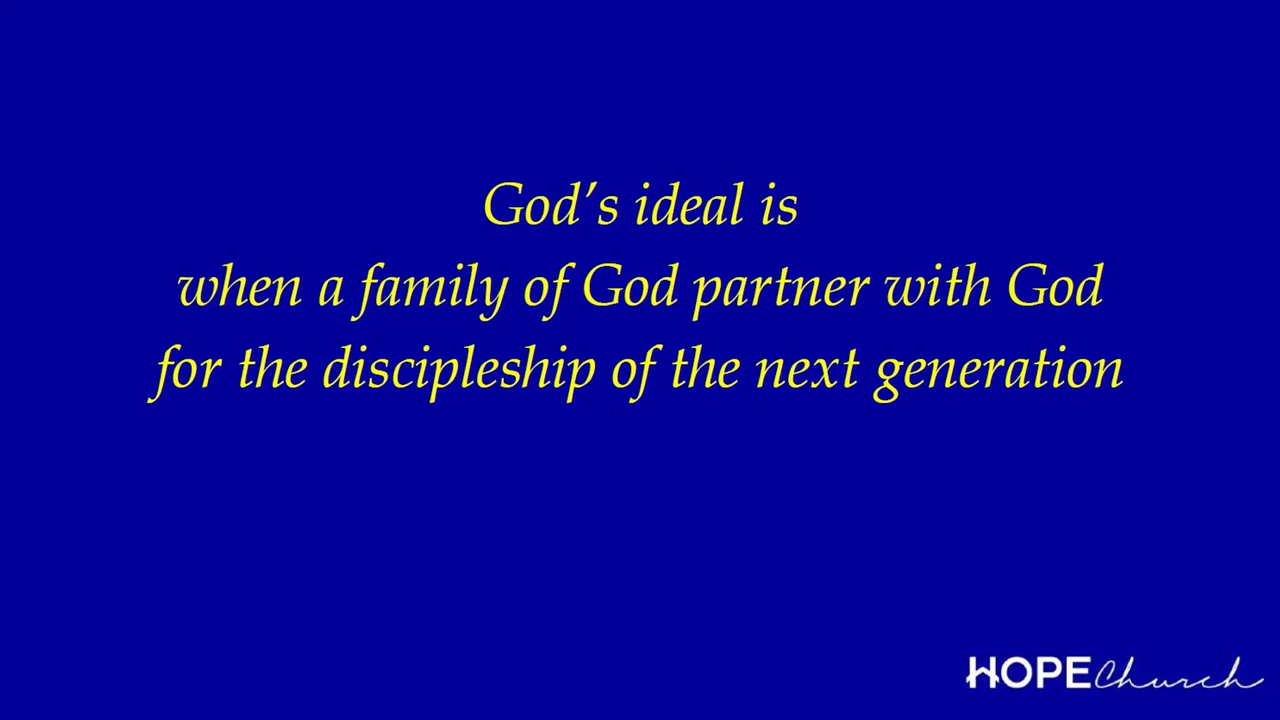 God’s ideal is
when a family of God partner with God
for the discipleship of the next generation
HOPE Church